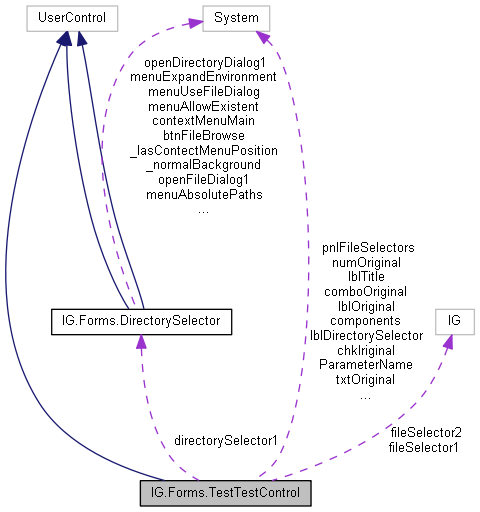 UserControl
System
openDirectoryDialog1
menuExpandEnvironment
menuUseFileDialog
menuAllowExistent
contextMenuMain
btnFileBrowse
_lasContectMenuPosition
_normalBackground
openFileDialog1
menuAbsolutePaths
...
pnlFileSelectors
numOriginal
lblTitle
comboOriginal
lblOriginal
components
lblDirectorySelector
chkIriginal
ParameterName
txtOriginal
...
IG.Forms.DirectorySelector
IG
directorySelector1
fileSelector2
fileSelector1
IG.Forms.TestTestControl